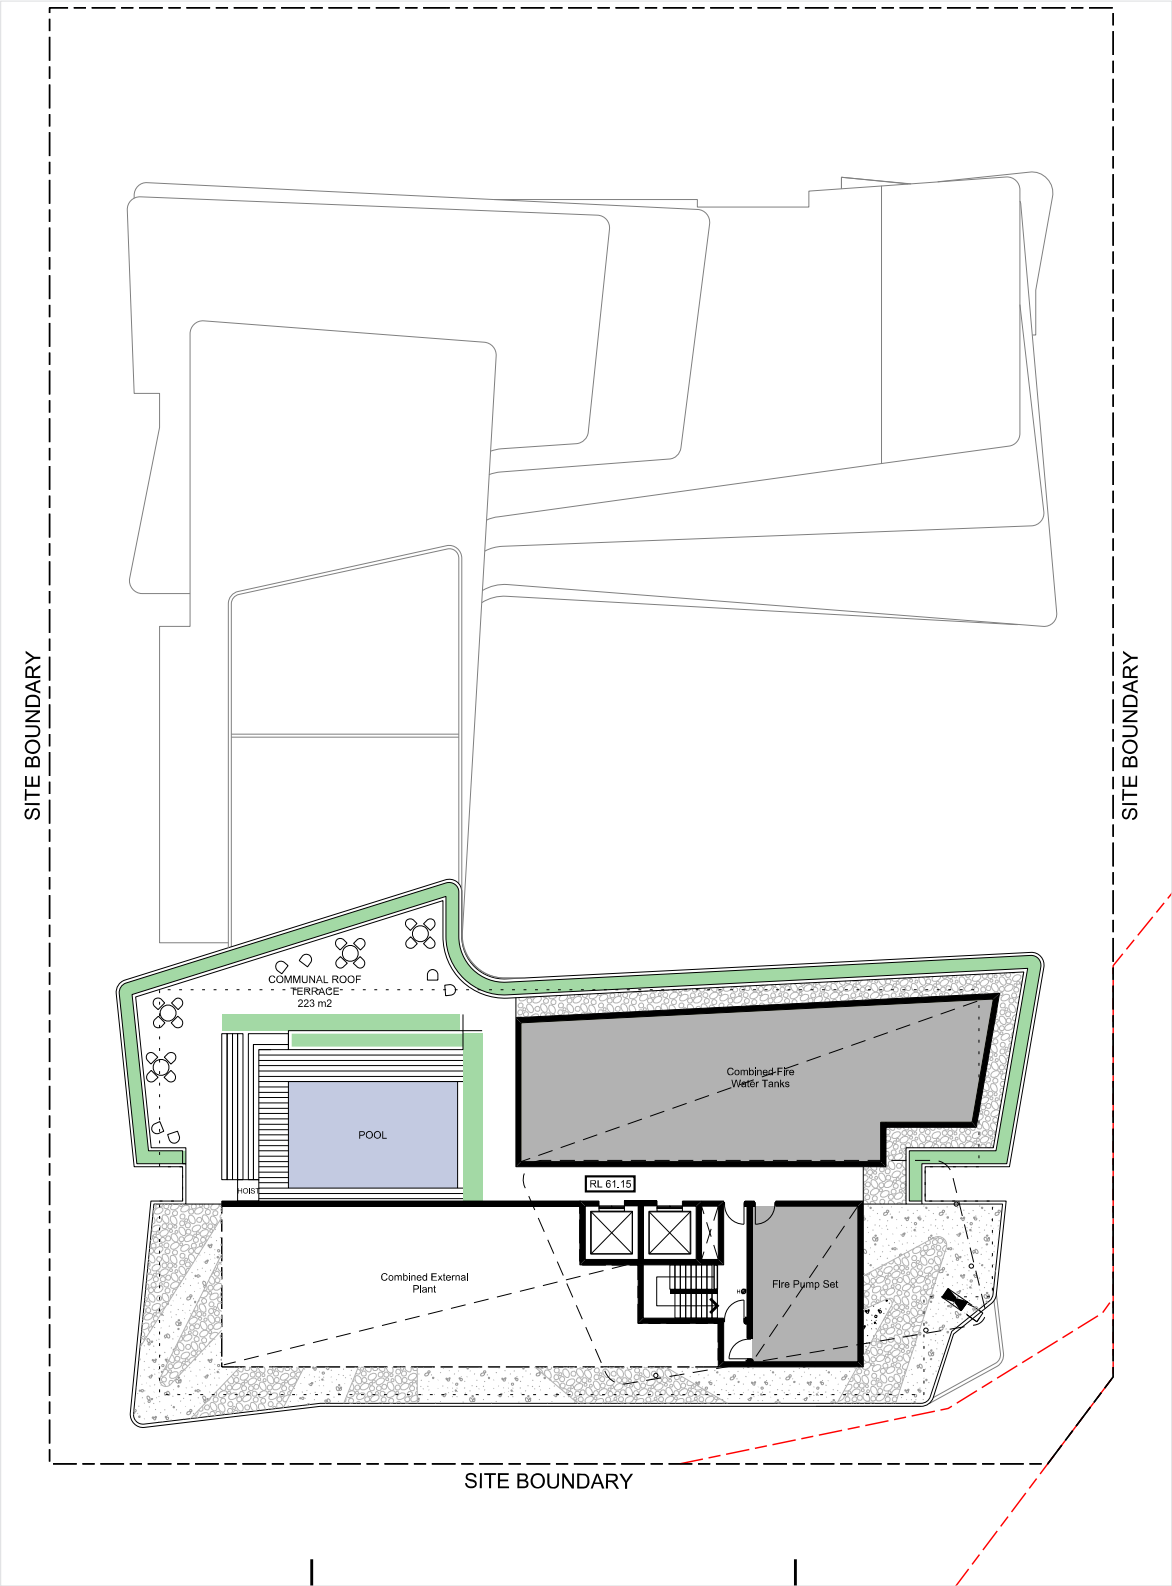 SITE BOUNDARY
SITE BOUNDARY
COMMUNAL ROOF
TERRACE
223 m2
Combined Fire
Water Tanks
POOL
HOIST
RL 61.15
Combined External
Plant
Fire Pump Set
SITE BOUNDARY